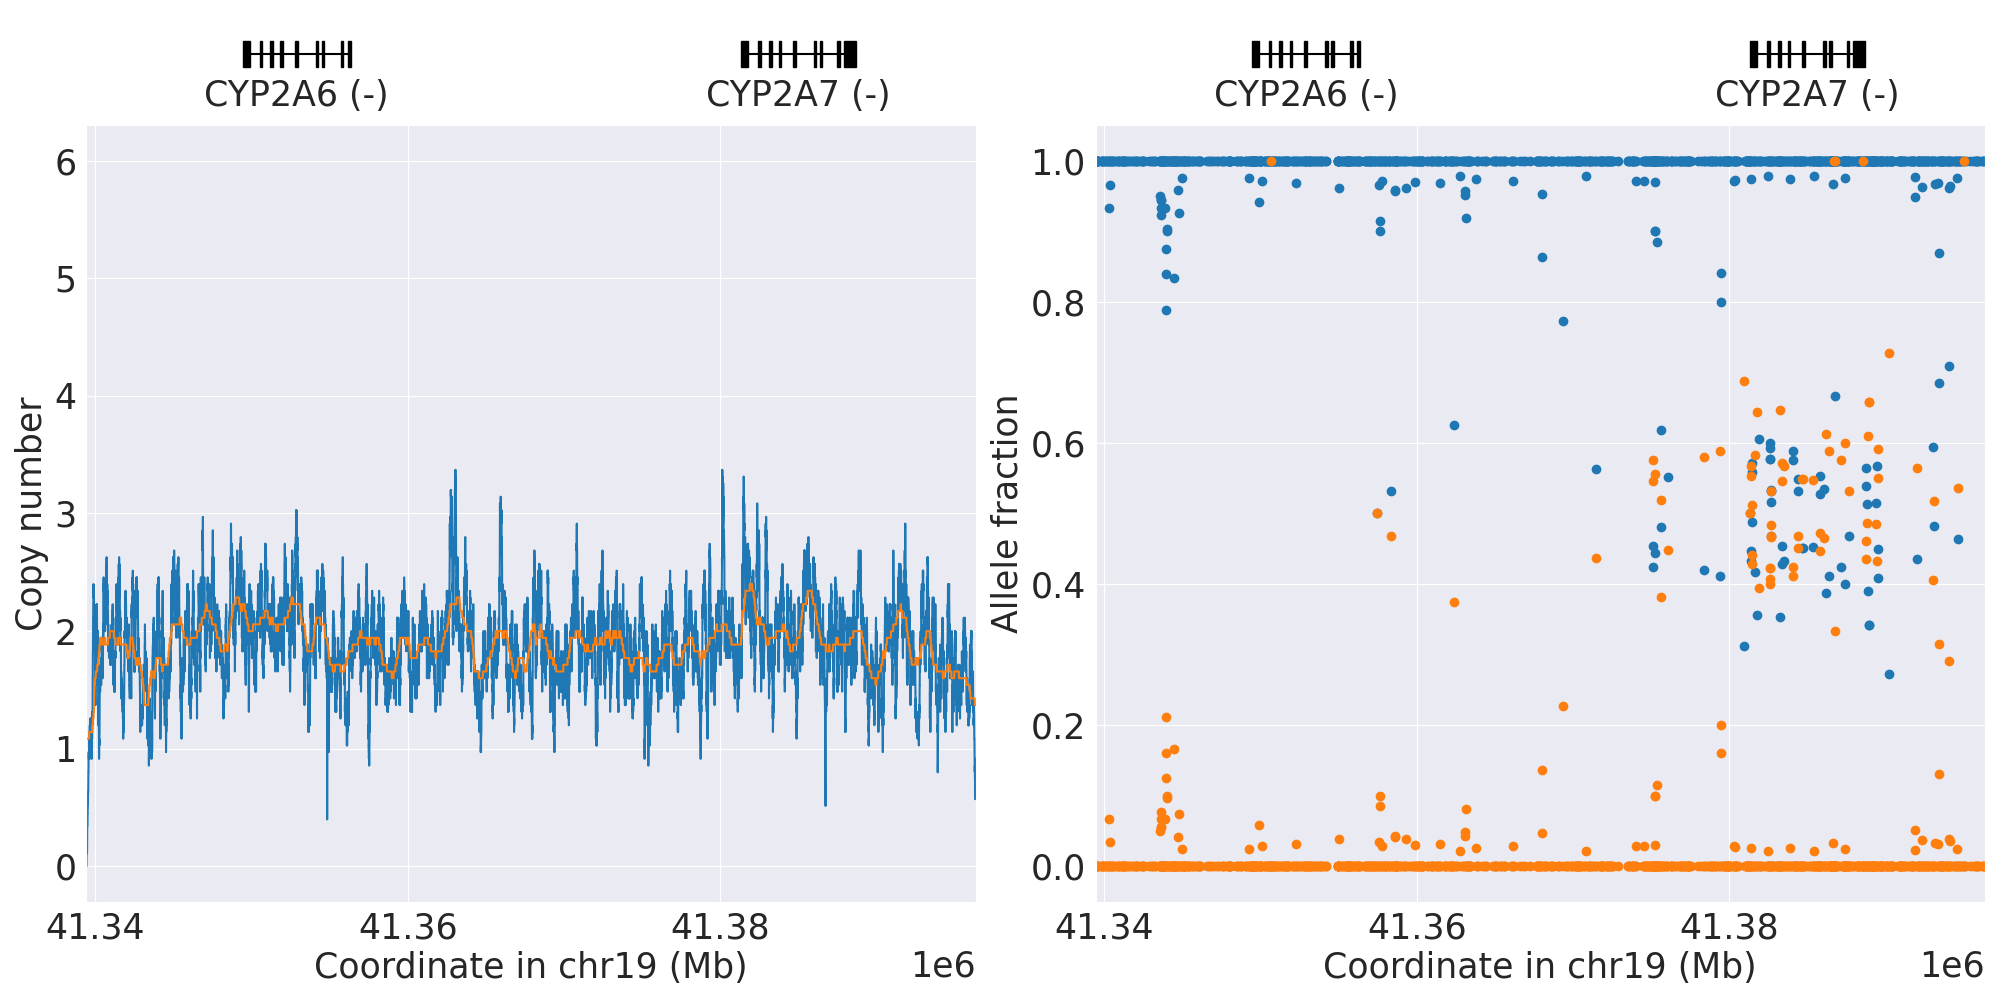 CYP2A6 (-)
CYP2A7 (-)
Copy number
6
5
4
3
2
1
0
41.34
41.36
41.38
Coordinate in chr19 (Mb)
1e6
CYP2A6 (-)
CYP2A7 (-)
Allele fraction
1.0
0.8
0.6
0.4
0.2
0.0
41.34
41.36
41.38
Coordinate in chr19 (Mb)
1e6